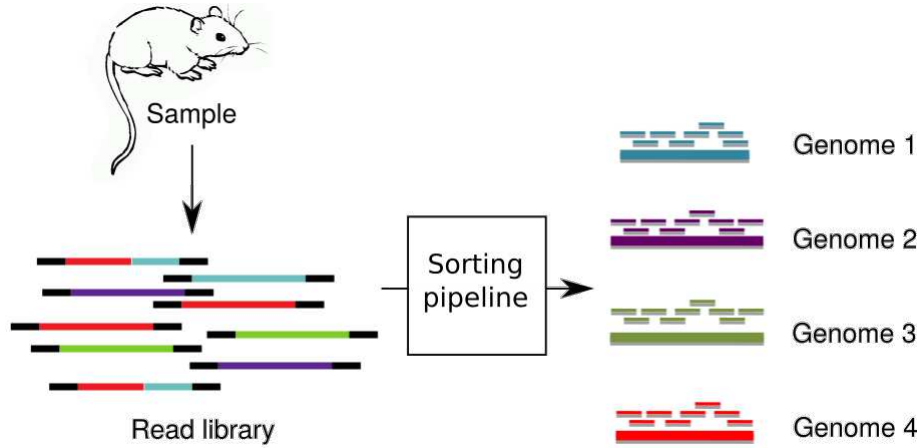 Sample
Read library
Sorting
pipeline
Genome 1
Genome 2
Genome 3
Genome 4